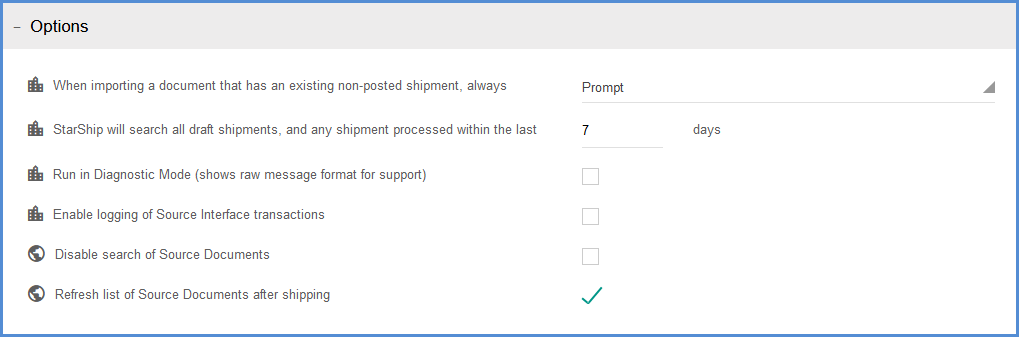 – Options
When importing a document that has an existing non-posted shipment, always Prompt
StarShip will search all draft shipments, and any shipment processed within the last 7 days
Run in Diagnostic Mode (shows raw message format for support)
Enable logging of Source Interface transactions
Disable search of Source Documents
Refresh list of Source Documents after shipping